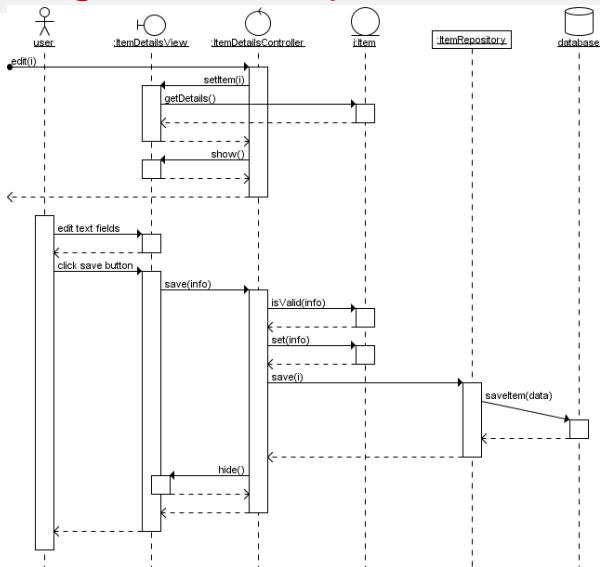 user
:ItemDetailsView
:ItemDetailsController
i:Item
:ItemRepository
database
edit(i)
setItem(i)
getDetails()
show()
edit text fields
click save button
save(info)
isValid(info)
set(info)
save(i)
saveItem(data)
hide()